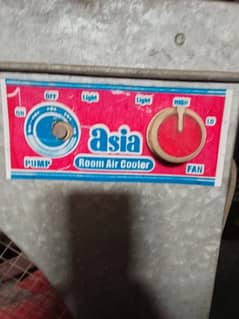 OFF Light Light HIGH
ON LO
asia
Room Air Cooler
PUMP FAN